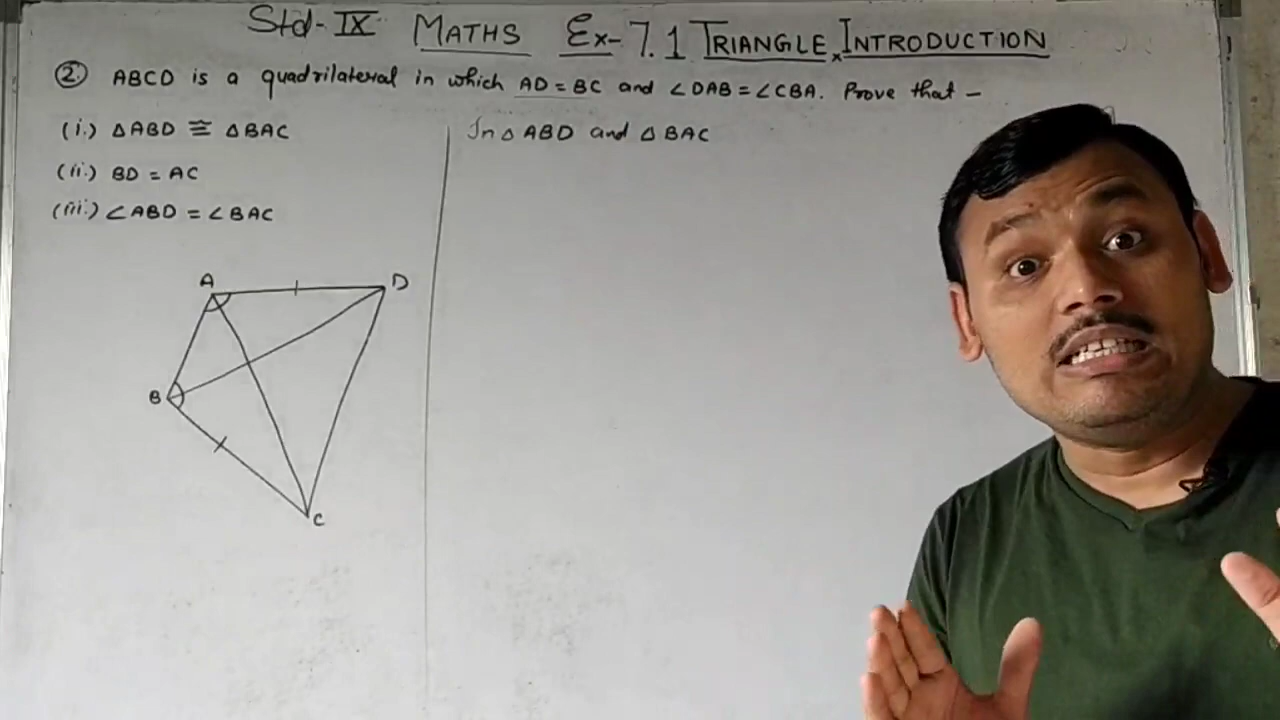 Std-IX MATHS Ex-7.1 TRIANGLE, INTRODUCTION
② ABCD is a quadrilateral in which AD = BC and ∠DAB = ∠CBA. Prove that –
(i.) △ABD ≅ △BAC
(ii.) BD = AC
(iii.) ∠ABD = ∠BAC
In △ABD and △BAC
A
D
B
C